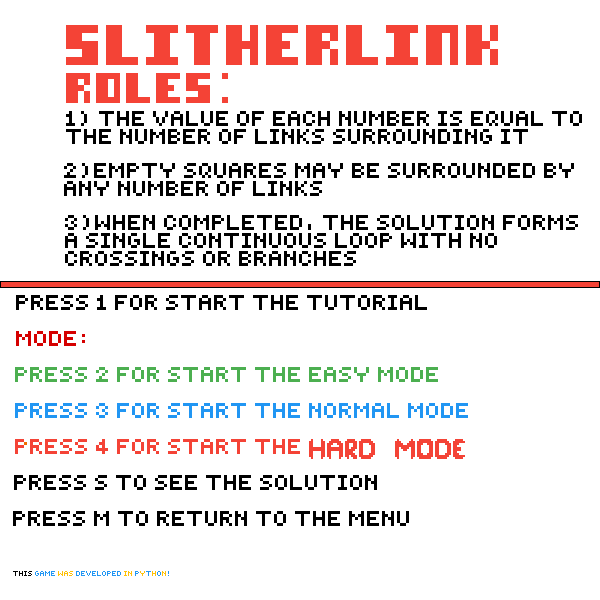 SLITHERLINK
ROLES:
1) THE VALUE OF EACH NUMBER IS EQUAL TO
THE NUMBER OF LINKS SURROUNDING IT
2)EMPTY SQUARES MAY BE SURROUNDED BY
ANY NUMBER OF LINKS
3)WHEN COMPLETED, THE SOLUTION FORMS
A SINGLE CONTINUOUS LOOP WITH NO
CROSSINGS OR BRANCHES
PRESS 1 FOR START THE TUTORIAL
MODE:
PRESS 2 FOR START THE EASY MODE
PRESS 3 FOR START THE NORMAL MODE
PRESS 4 FOR START THE HARD MODE
PRESS S TO SEE THE SOLUTION
PRESS M TO RETURN TO THE MENU
THIS GAME WAS DEVELOPED IN PYTHON!